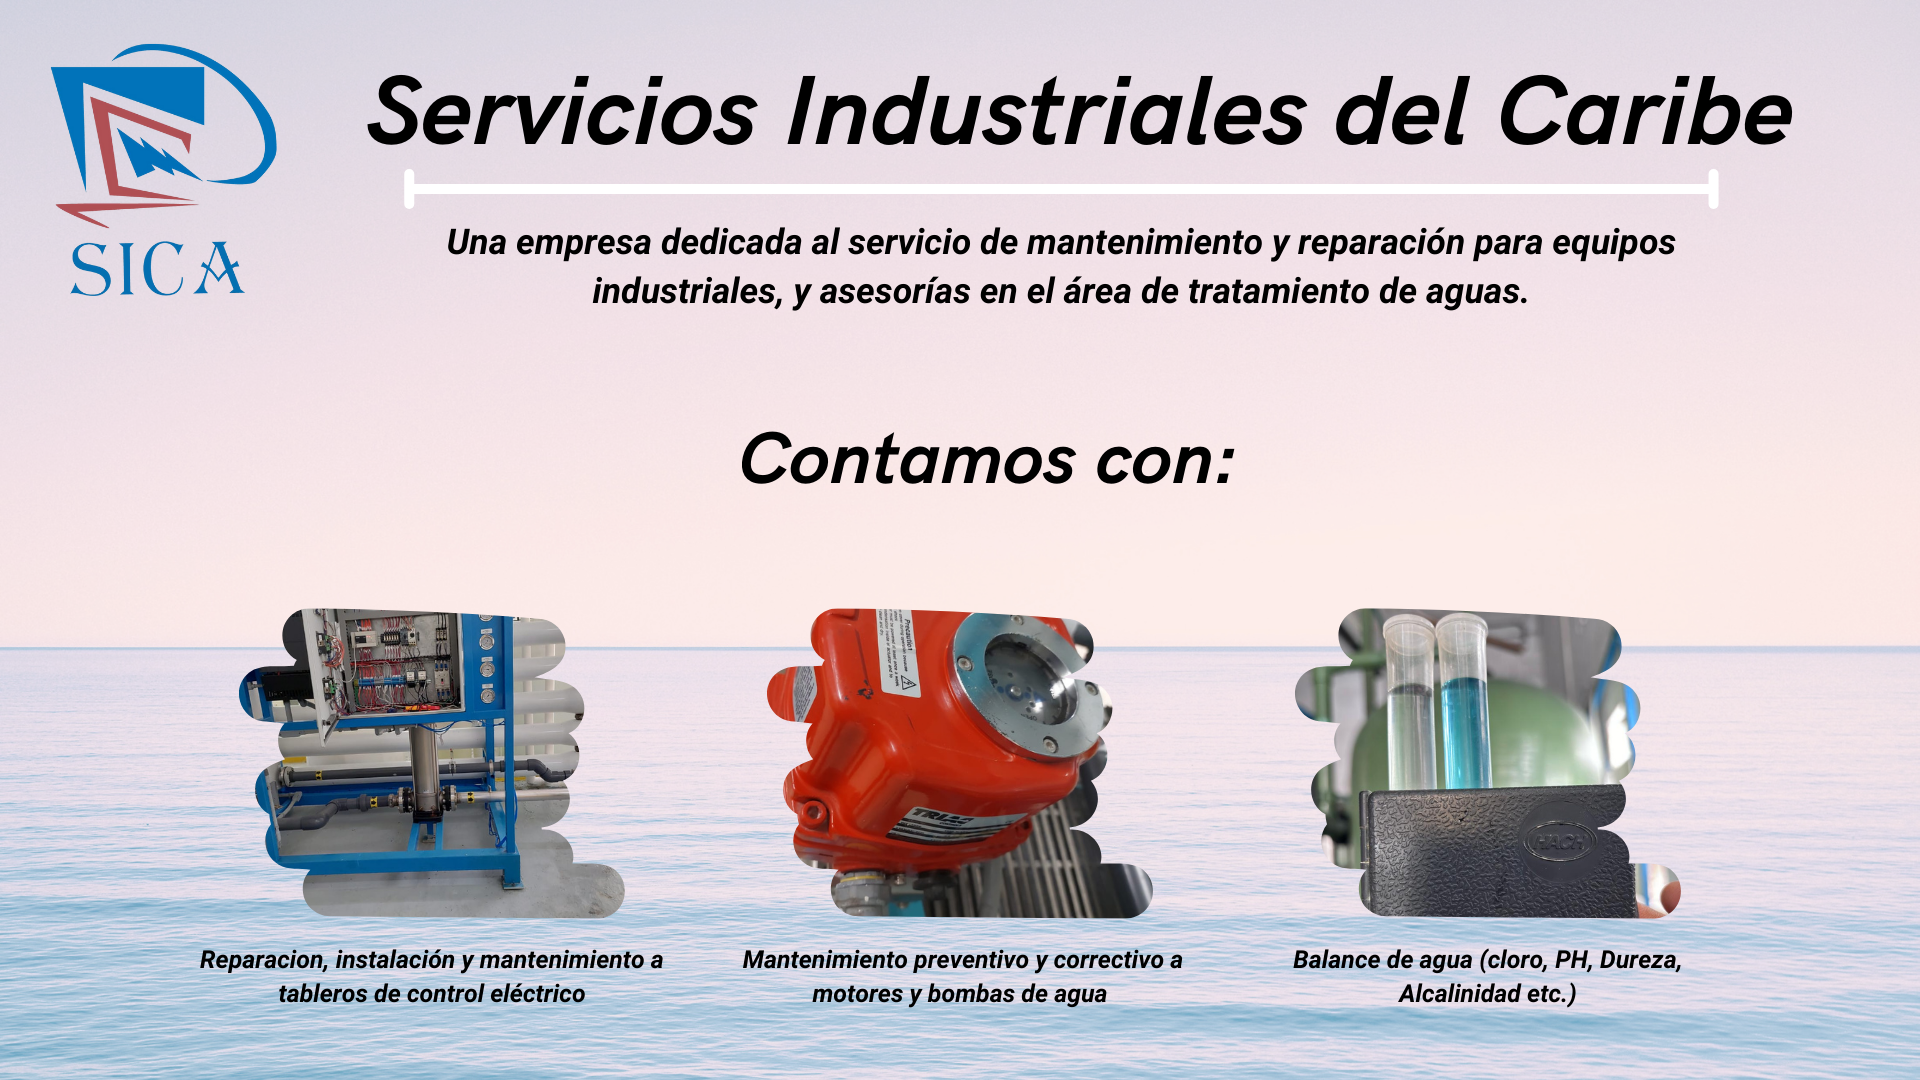 SICA
Servicios Industriales del Caribe
Una empresa dedicada al servicio de mantenimiento y reparación para equipos
industriales, y asesorías en el área de tratamiento de aguas.
Contamos con:
TRIAC
HACH
Reparacion, instalación y mantenimiento a
tableros de control eléctrico
Mantenimiento preventivo y correctivo a
motores y bombas de agua
Balance de agua (cloro, PH, Dureza,
Alcalinidad etc.)